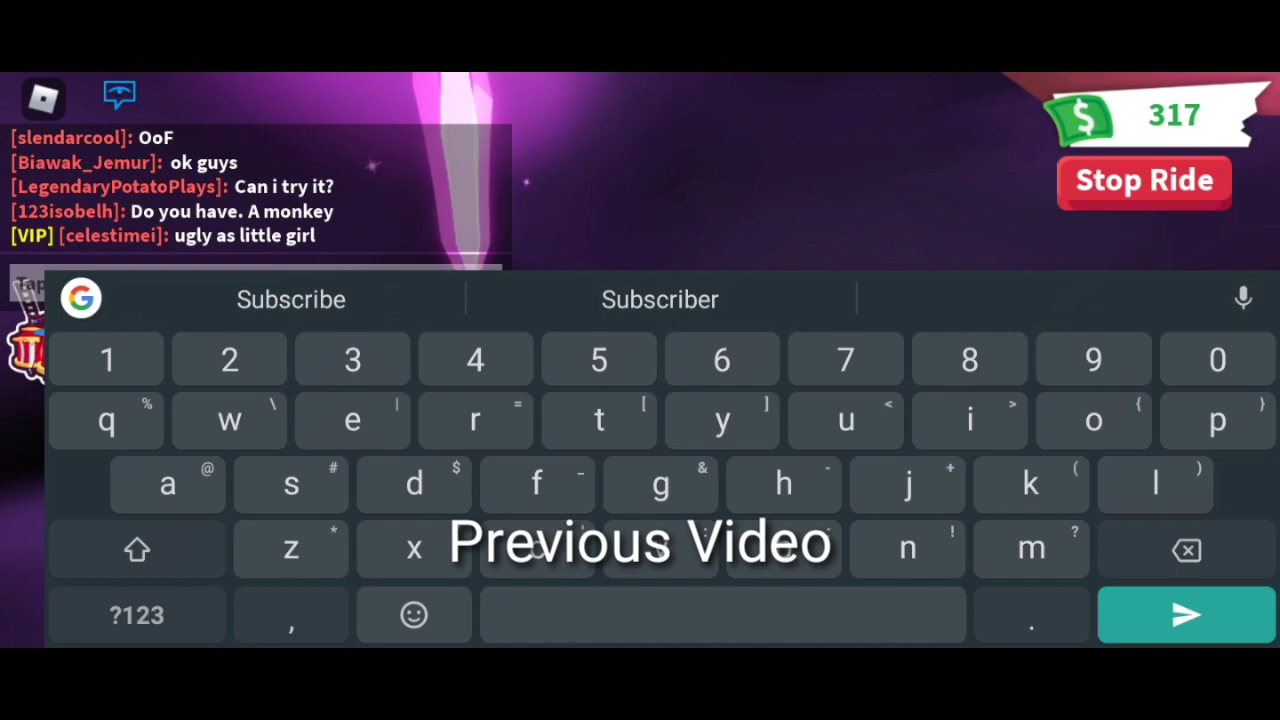 [slendarcool]: OoF
[Biawak_Jemur]: ok guys
[LegendaryPotatoPlays]: Can i try it?
[123isobelh]: Do you have. A monkey
[VIP] [celestimei]: ugly as little girl
$ 317
Stop Ride
Tap
G Subscribe Subscriber
1 2 3 4 5 6 7 8 9 0
q % w \ e | r = t [ y ] u < i > o { p }
a @ s # d $ f _ g & h - j + k ( l )
z * x c n ! m ?
Previous Video
?123 , .